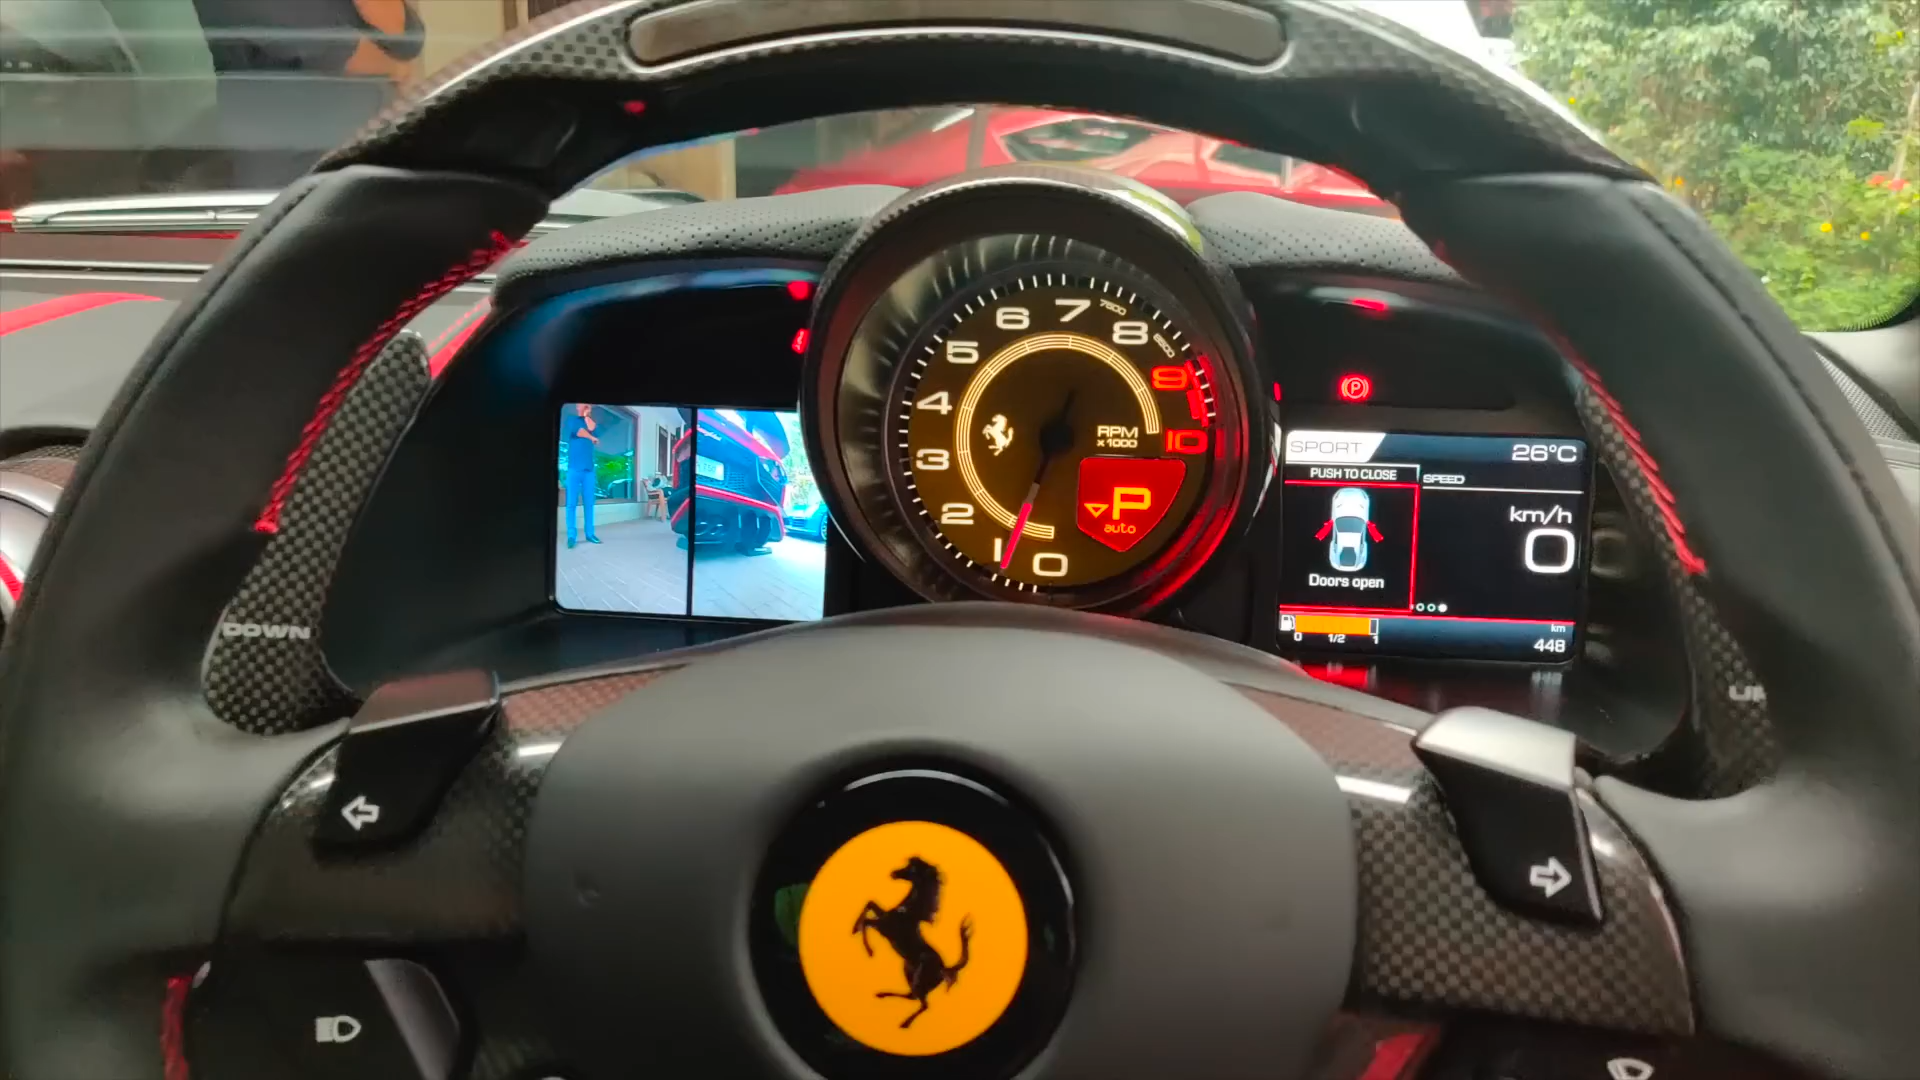 7
7500
6
8
8500
5
9
4
RPM
x1000
10
3
P
auto
2
1
0
P
SPORT
26°C
PUSH TO CLOSE
SPEED
km/h
0
Doors open
0
1/2
1
km
448
DOWN
UP